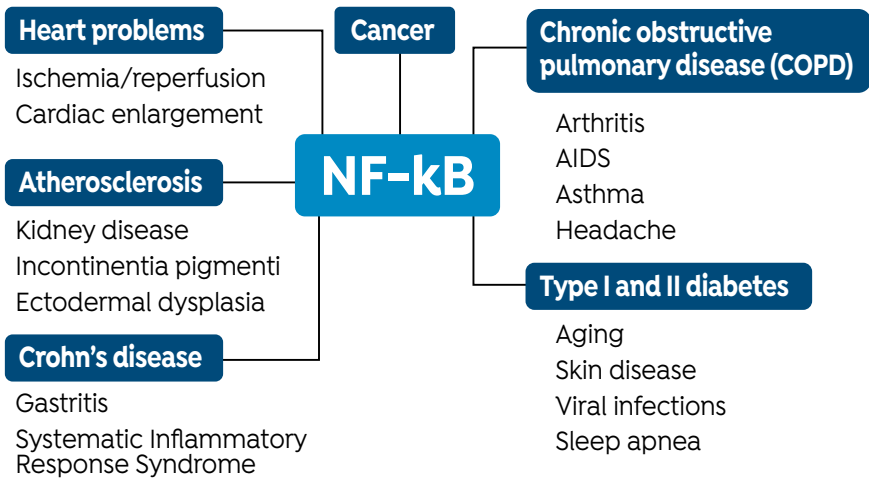 Heart problems
Ischemia/reperfusion
Cardiac enlargement
Atherosclerosis
Kidney disease
Incontinentia pigmenti
Ectodermal dysplasia
Crohn's disease
Gastritis
Systematic Inflammatory
Response Syndrome
Cancer
NF-kB
Chronic obstructive
pulmonary disease (COPD)
Arthritis
AIDS
Asthma
Headache
Type I and II diabetes
Aging
Skin disease
Viral infections
Sleep apnea